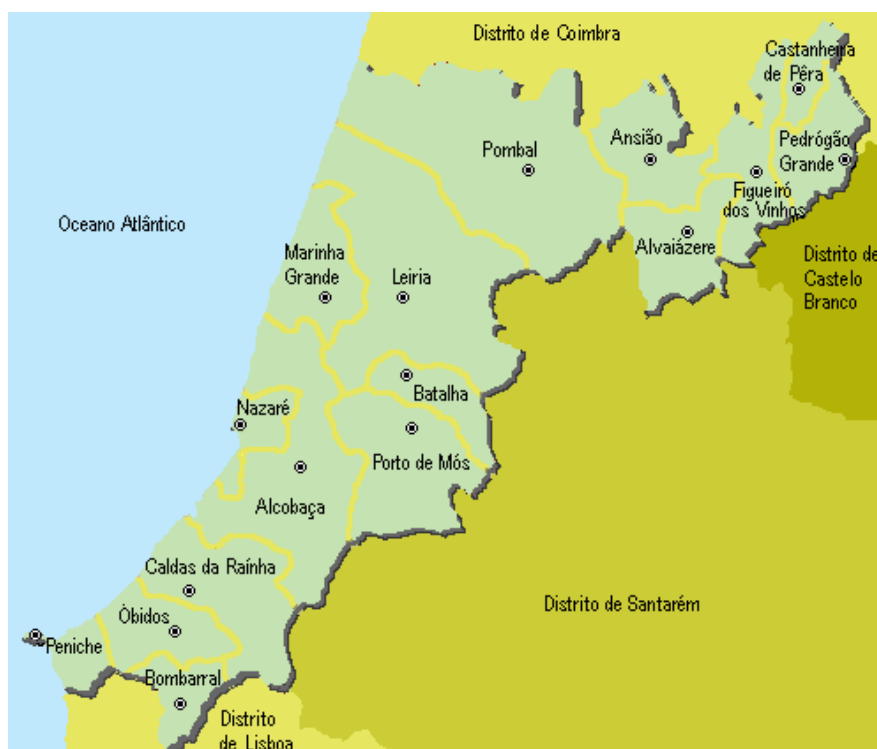 Distrito de Coimbra
Castanheira
de Pêra
Ansião
Pombal
Pedrógão
Grande
Figueiró
dos Vinhos
Oceano Atlântico
Alvaiázere
Marinha
Grande
Leiria
Distrito de
Castelo
Branco
Batalha
Nazaré
Porto de Mós
Alcobaça
Caldas da Raínha
Distrito de Santarém
Òbidos
Peniche
Bombarral
Distrito
de Lisboa